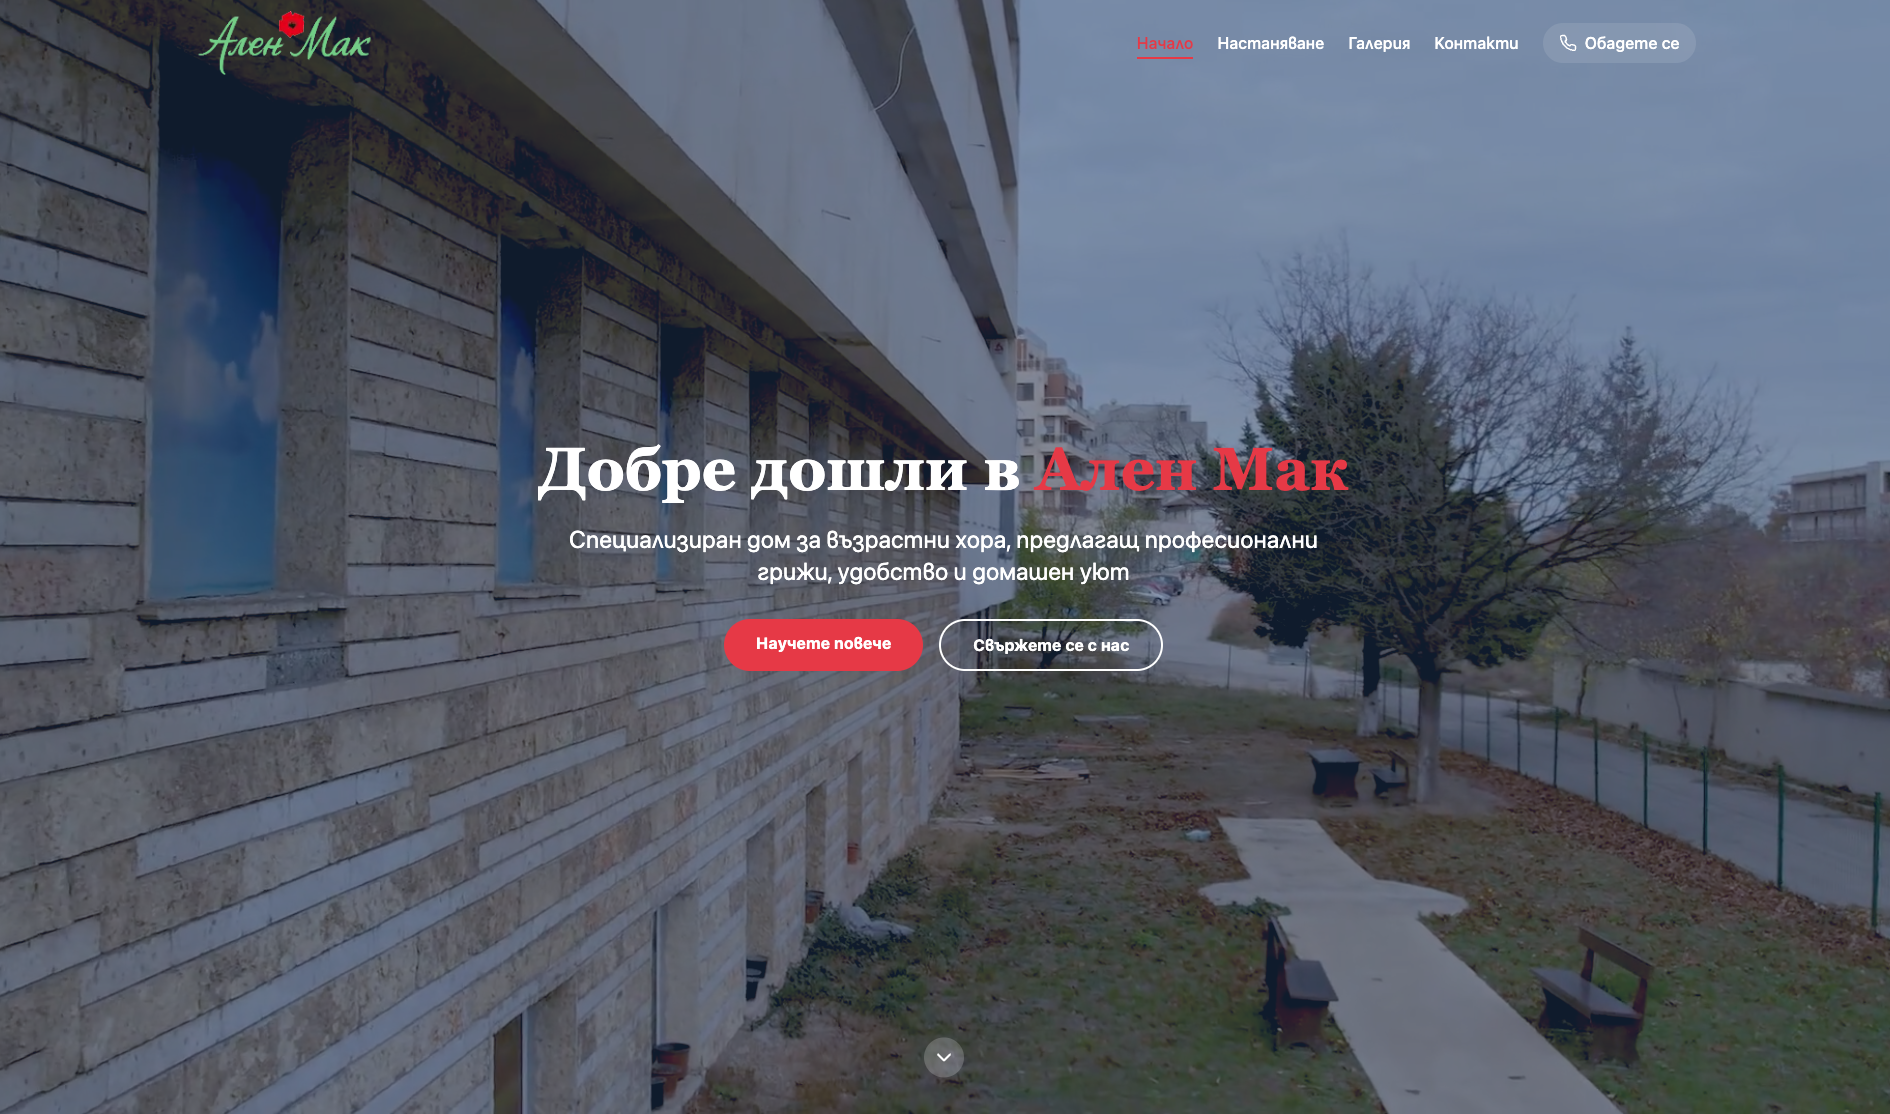 Ален Мак
Начало
Настаняване
Галерия
Контакти
Обадете се
Добре дошли в Ален Мак
Специализиран дом за възрастни хора, предлагащ професионални
грижи, удобство и домашен уют
Научете повече
Свържете се с нас